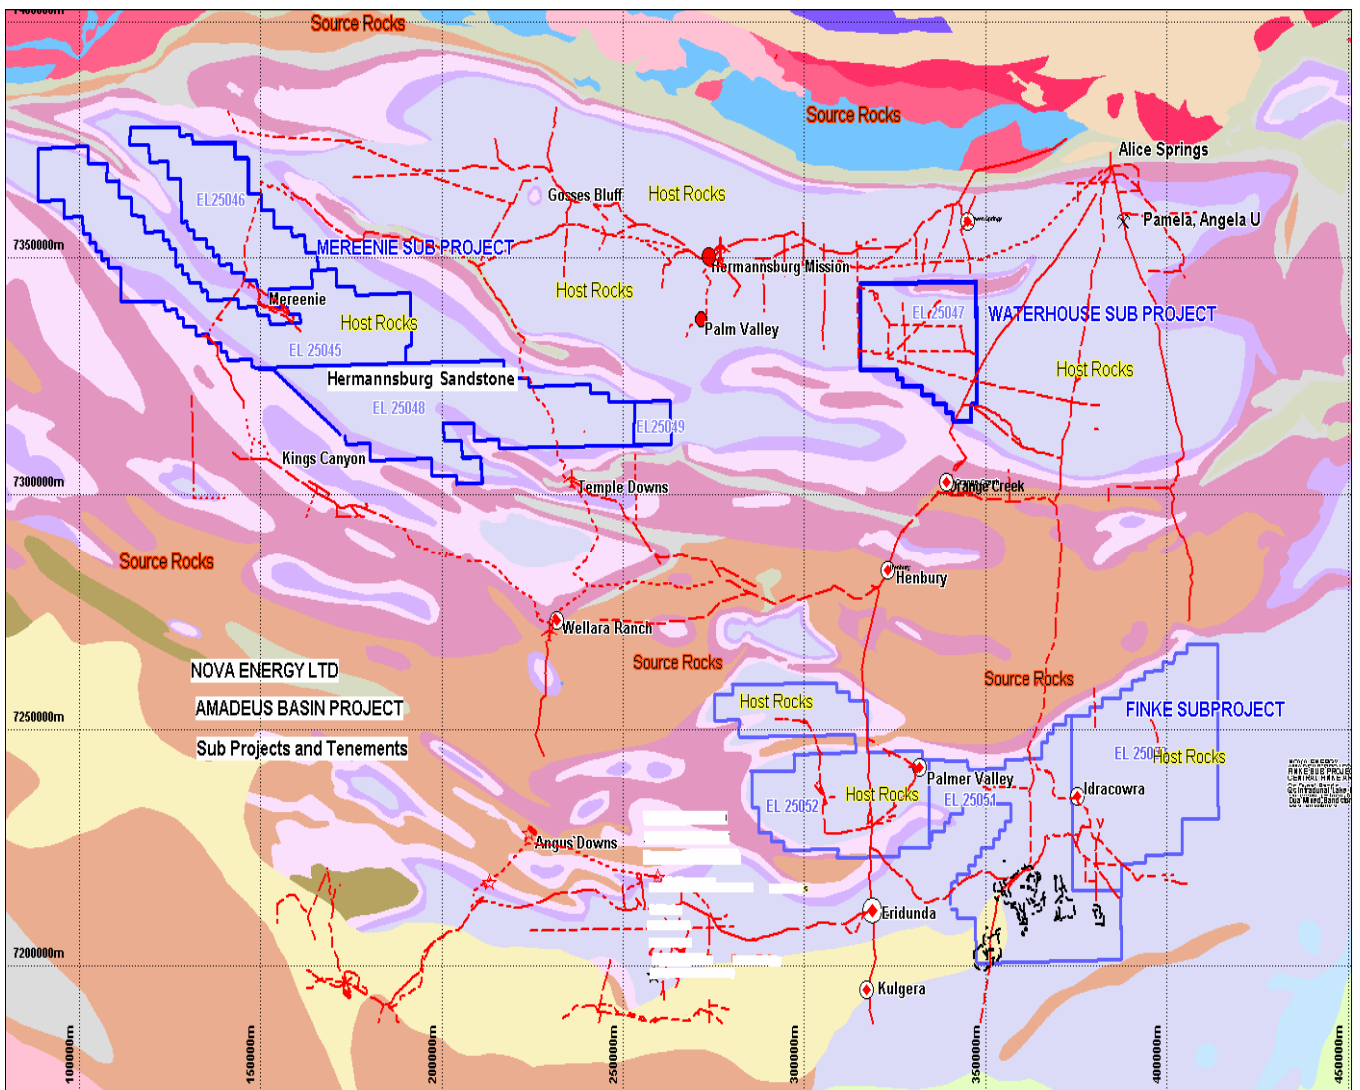 7400000m
Source Rocks
Source Rocks
Alice Springs
EL25046
Gosses Bluff
Host Rocks
Pamela, Angela U
7350000m
MEREENIE SUB PROJECT
Hermannsburg Mission
Host Rocks
Mereenie
EL 25047
WATERHOUSE SUB PROJECT
Host Rocks
Palm Valley
EL 25045
Host Rocks
Hermannsburg Sandstone
EL 25048
EL25049
Kings Canyon
7300000m
Temple Downs
Orange Creek
Source Rocks
Henbury
Wellara Ranch
Source Rocks
NOVA ENERGY LTD
Source Rocks
AMADEUS BASIN PROJECT
Host Rocks
FINKE SUBPROJECT
7250000m
Sub Projects and Tenements
Host Rocks
Palmer Valley
EL 25052
Host Rocks
EL 25051
Idracowra
Angus Downs
Eridunda
7200000m
Kulgera
100000m
150000m
200000m
250000m
300000m
350000m
400000m
450000m